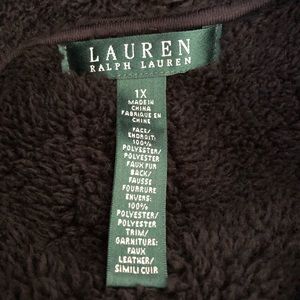 LAUREN
RALPH LAUREN
1X
MADE IN
CHINA
FABRIQUE EN
CHINE
FACE/
ENDROIT:
100%
POLYESTER/
POLYESTER
FAUX FUR
BACK/
FAUSSE
FOURRURE
ENVERS:
100%
POLYESTER/
POLYESTER
TRIM/
GARNITURE:
FAUX
LEATHER/
SIMILI CUIR